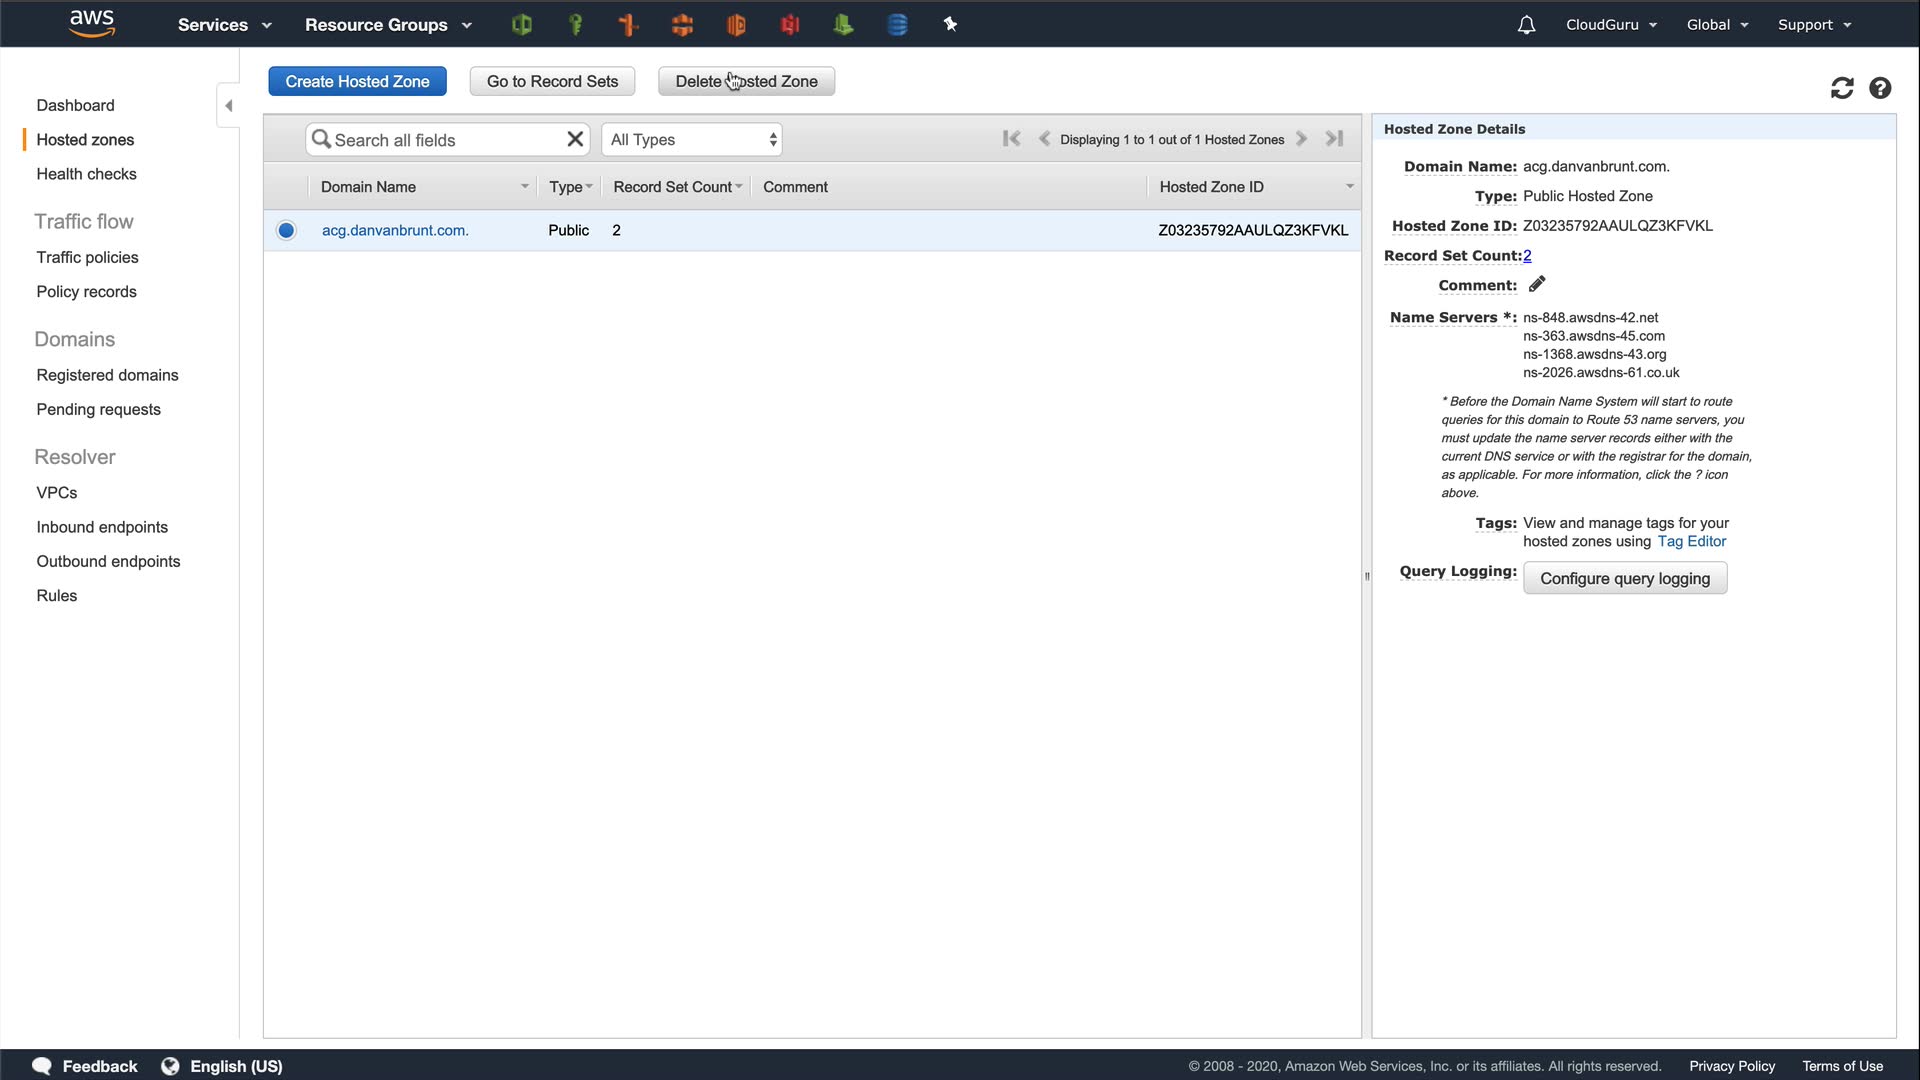 aws
Services
Resource Groups
CloudGuru
Global
Support
Dashboard
Hosted zones
Health checks
Traffic flow
Traffic policies
Policy records
Domains
Registered domains
Pending requests
Resolver
VPCs
Inbound endpoints
Outbound endpoints
Rules
Create Hosted Zone
Go to Record Sets
Delete Hosted Zone
Search all fields
All Types
Displaying 1 to 1 out of 1 Hosted Zones
Domain Name
Type
Record Set Count
Comment
Hosted Zone ID
acg.danvanbrunt.com.
Public
2
Z03235792AAULQZ3KFVKL
Hosted Zone Details
Domain Name: acg.danvanbrunt.com.
Type: Public Hosted Zone
Hosted Zone ID: Z03235792AAULQZ3KFVKL
Record Set Count: 2
Comment:
Name Servers *: ns-848.awsdns-42.net
ns-363.awsdns-45.com
ns-1368.awsdns-43.org
ns-2026.awsdns-61.co.uk
* Before the Domain Name System will start to route
queries for this domain to Route 53 name servers, you
must update the name server records either with the
current DNS service or with the registrar for the domain,
as applicable. For more information, click the ? icon
above.
Tags: View and manage tags for your
hosted zones using Tag Editor
Query Logging: Configure query logging
Feedback
English (US)
© 2008 - 2020, Amazon Web Services, Inc. or its affiliates. All rights reserved.
Privacy Policy
Terms of Use